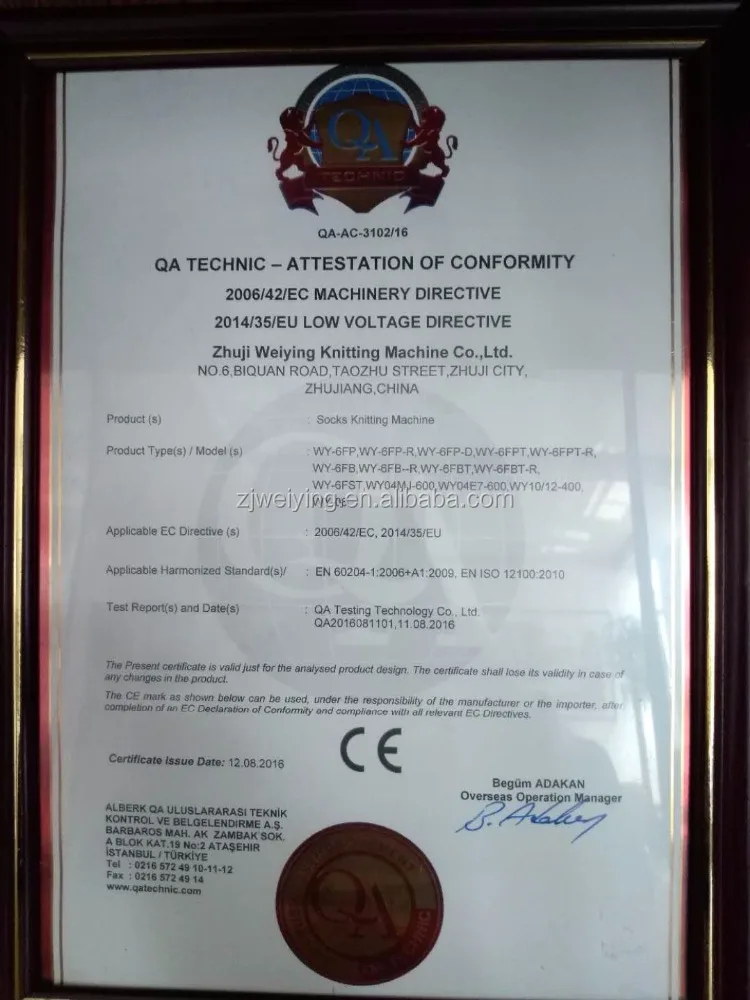 QA
TECHNIC
QA-AC-3102/16
QA TECHNIC – ATTESTATION OF CONFORMITY
2006/42/EC MACHINERY DIRECTIVE
2014/35/EU LOW VOLTAGE DIRECTIVE
Zhuji Weiying Knitting Machine Co.,Ltd.
NO.6,BIQUAN ROAD,TAOZHU STREET,ZHUJI CITY,
ZHUJIANG,CHINA
Product (s) : Socks Knitting Machine
Product Type(s) / Model (s) : WY-6FP,WY-6FP-R,WY-6FP-D,WY-6FPT,WY-6FPT-R,
WY-6FB,WY-6FB--R,WY-6FBT,WY-6FBT-R,
WY-6FST,WY04MJ-600,WY04E7-600,WY10/12-400,
zjweiying.en.alibaba.com
Applicable EC Directive (s) : 2006/42/EC, 2014/35/EU
Applicable Harmonized Standard(s)/ : EN 60204-1:2006+A1:2009, EN ISO 12100:2010
Test Report(s) and Date(s) : QA Testing Technology Co., Ltd.
QA2016081101,11.08.2016
The Present certificate is valid just for the analysed product design. The certificate shall lose its validity in case of
any changes in the product.
The CE mark as shown below can be used, under the responsibility of the manufacturer or the importer, after
completion of an EC Declaration of Conformity and compliance with all relevant EC Directives.
CE
Certificate Issue Date: 12.08.2016
Begüm ADAKAN
Overseas Operation Manager
B. Adakan
ALBERK QA ULUSLARARASI TEKNİK
KONTROL VE BELGELENDİRME A.Ş.
BARBAROS MAH. AK ZAMBAK SOK.
A BLOK KAT.19 No:2 ATAŞEHİR
İSTANBUL / TÜRKİYE
Tel : 0216 572 49 10-11-12
Fax : 0216 572 49 14
www.qatechnic.com
QA